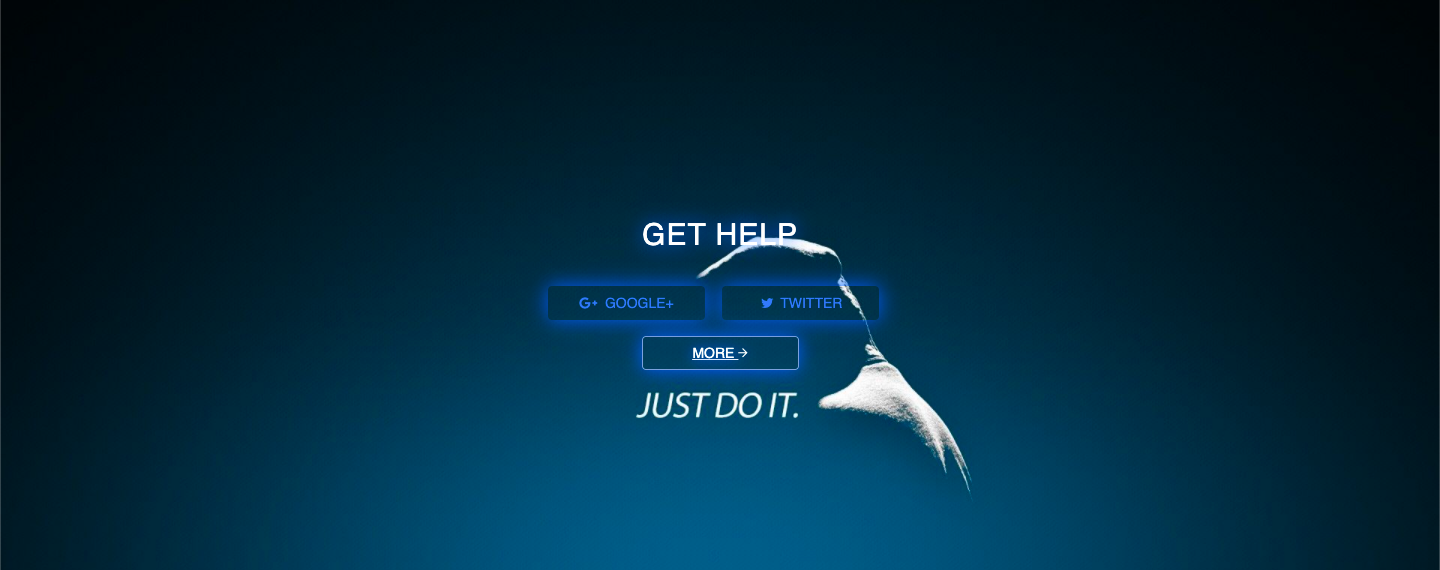 GET HELP
GOOGLE+ TWITTER
MORE →
JUST DO IT.